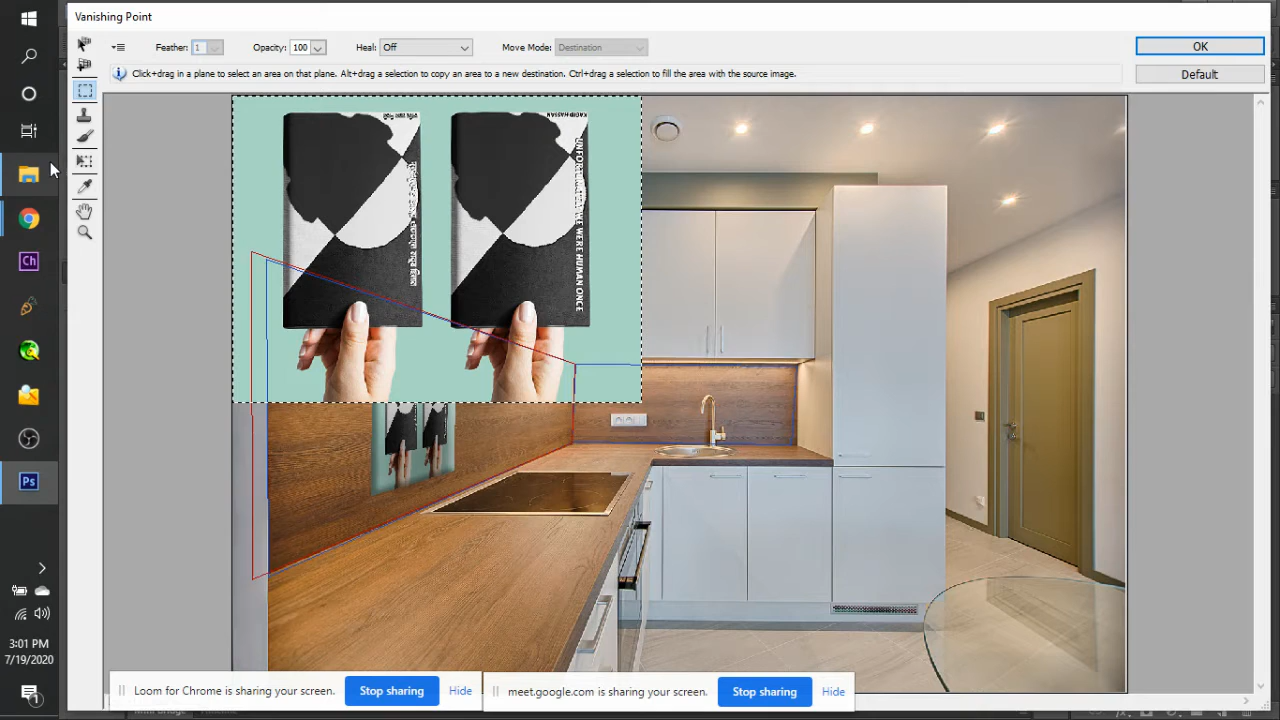 Vanishing Point
Feather: 1 Opacity: 100 Heal: Off Move Mode: Destination
OK
Click+drag in a plane to select an area on that plane. Alt+drag a selection to copy an area to a new destination. Ctrl+drag a selection to fill the area with the source image.
Default
WERE HUMAN ONCE
Ch
Ps
3:01 PM
7/19/2020
1
Loom for Chrome is sharing your screen. Stop sharing Hide
meet.google.com is sharing your screen. Stop sharing Hide